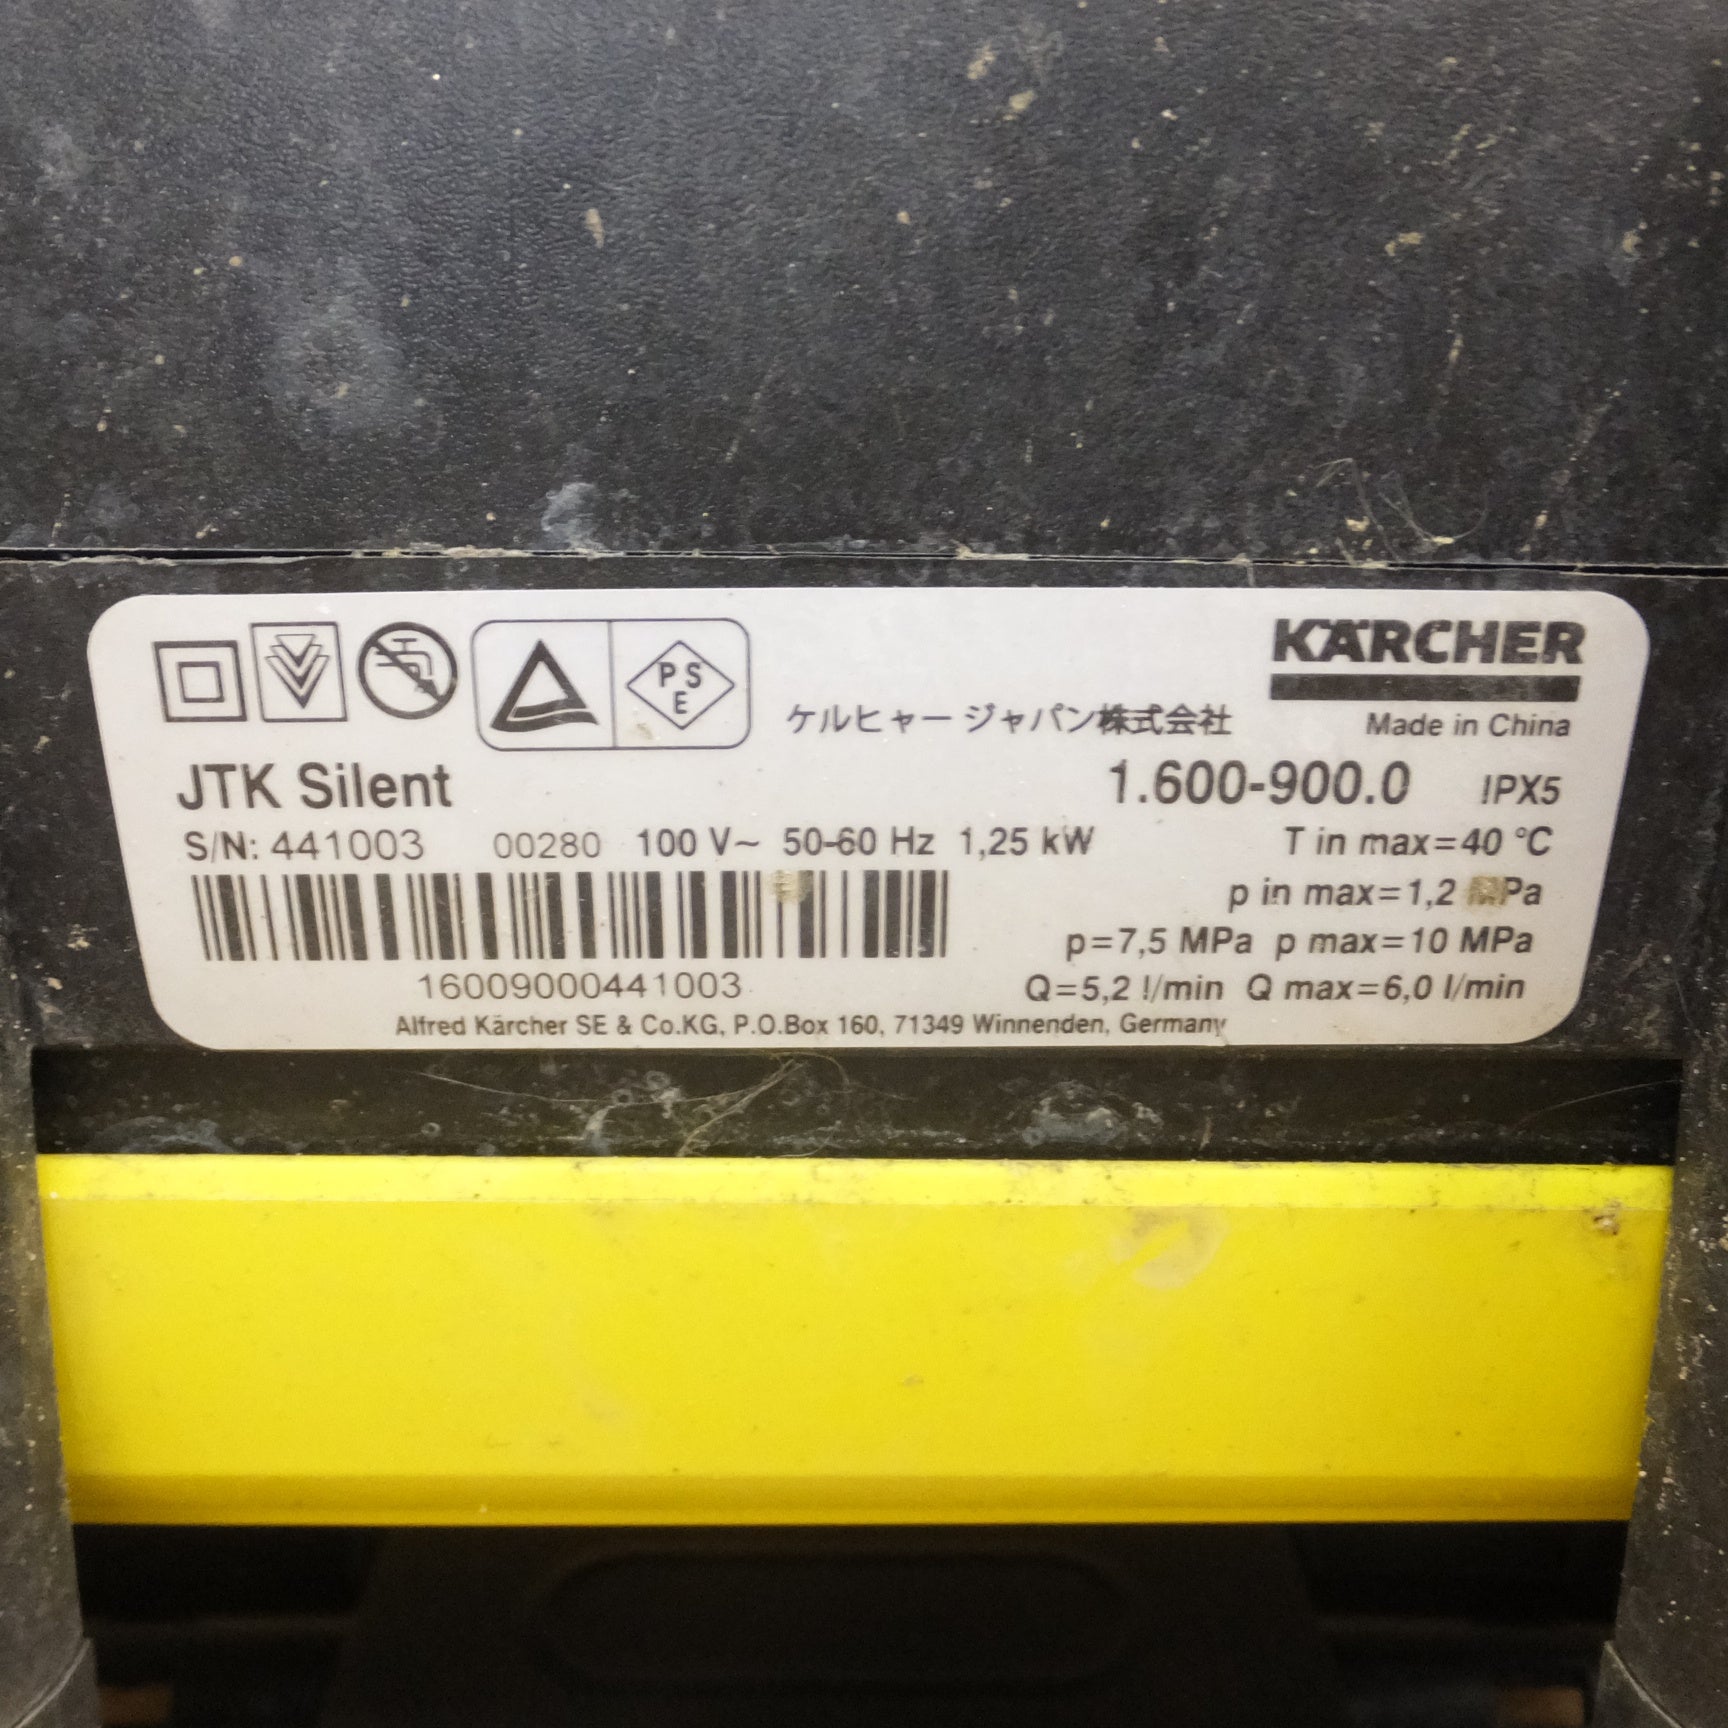 KÄRCHER
PSE
ケルヒャー ジャパン株式会社
Made in China
JTK Silent
1.600-900.0 IPX5
S/N: 441003 00280 100 V~ 50-60 Hz 1,25 kW
T in max=40 °C
p in max=1,2 MPa
p=7,5 MPa p max=10 MPa
16009000441003
Q=5,2 l/min Q max=6,0 l/min
Alfred Kärcher SE & Co.KG, P.O.Box 160, 71349 Winnenden, Germany